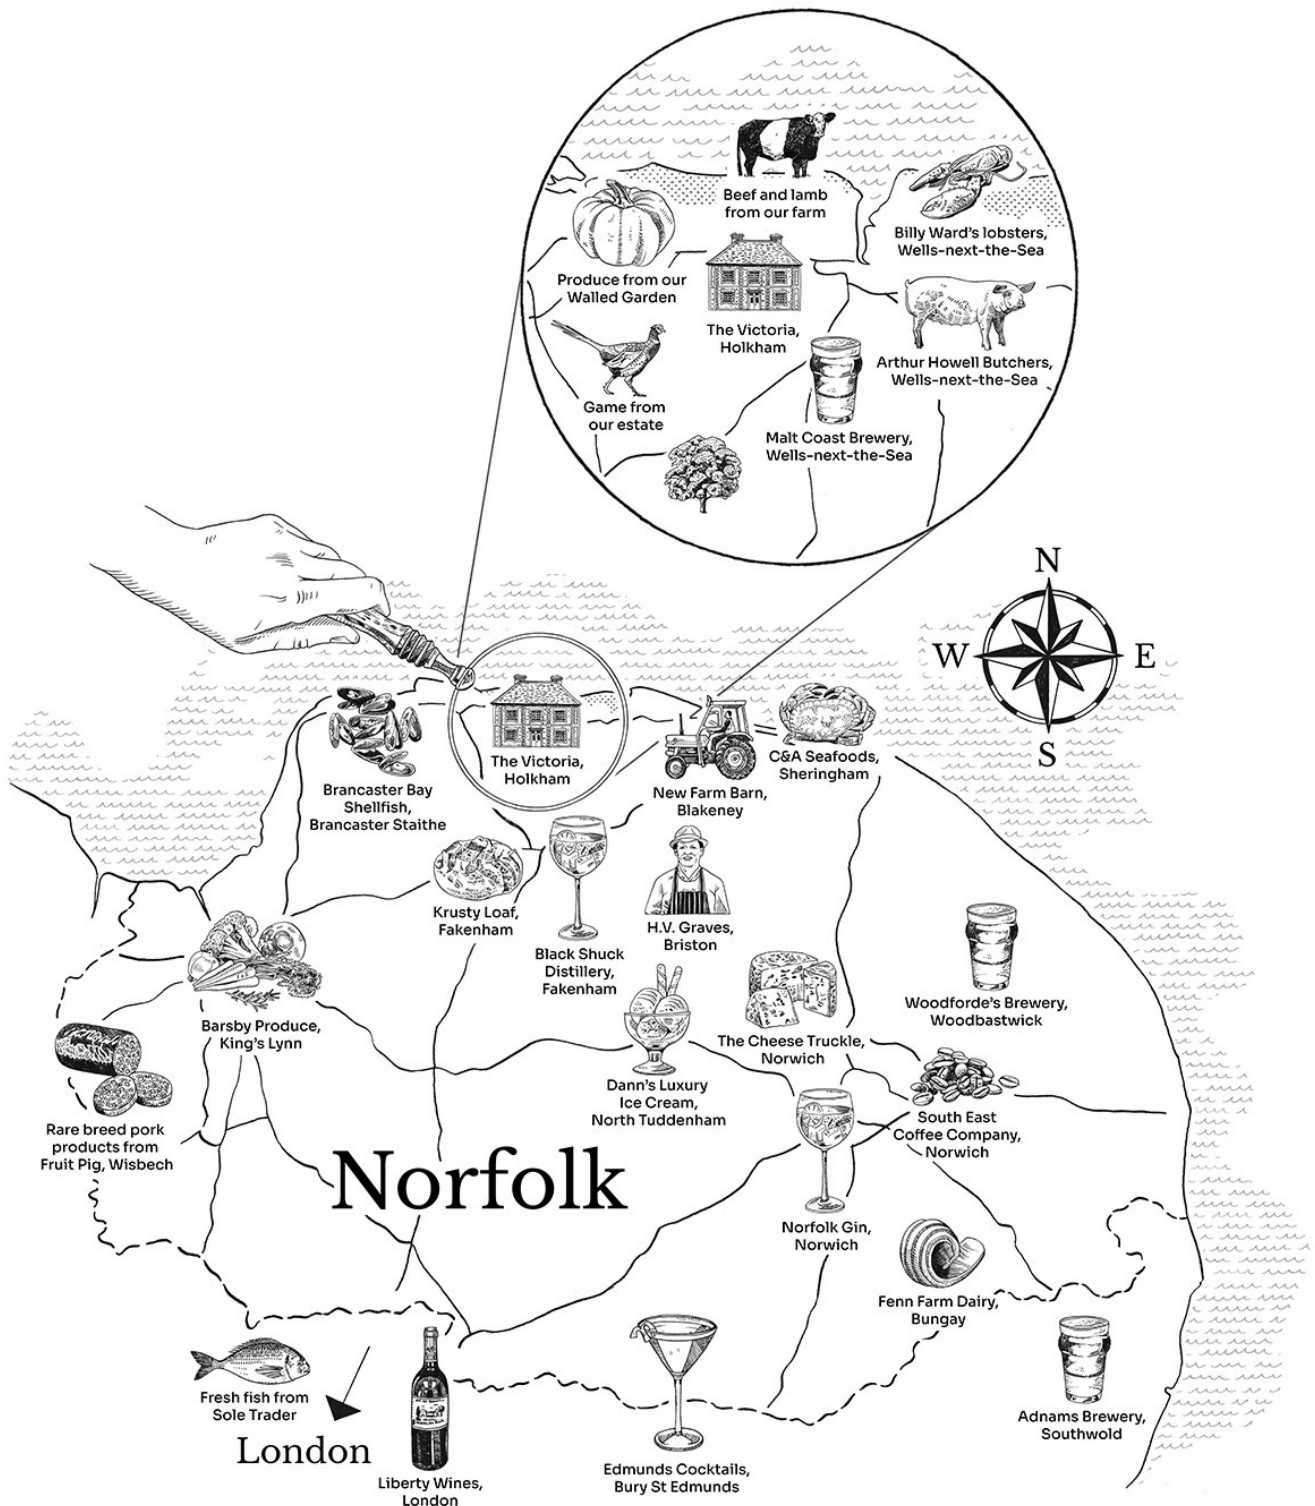 Beef and lamb
from our farm
Billy Ward's lobsters,
Wells-next-the-Sea
Produce from our
Walled Garden
The Victoria,
Holkham
Arthur Howell Butchers,
Wells-next-the-Sea
Game from
our estate
Malt Coast Brewery,
Wells-next-the-Sea
N
W
E
S
The Victoria,
Holkham
C&A Seafoods,
Sheringham
Brancaster Bay
Shellfish,
Brancaster Staithe
New Farm Barn,
Blakeney
Krusty Loaf,
Fakenham
H.V. Graves,
Briston
Black Shuck
Distillery,
Fakenham
Woodforde's Brewery,
Woodbastwick
Barsby Produce,
King's Lynn
The Cheese Truckle,
Norwich
Dann's Luxury
Ice Cream,
North Tuddenham
South East
Coffee Company,
Norwich
Rare breed pork
products from
Fruit Pig, Wisbech
Norfolk
Norfolk Gin,
Norwich
Fenn Farm Dairy,
Bungay
Fresh fish from
Sole Trader
London
Adnams Brewery,
Southwold
Liberty Wines,
London
Edmunds Cocktails,
Bury St Edmunds